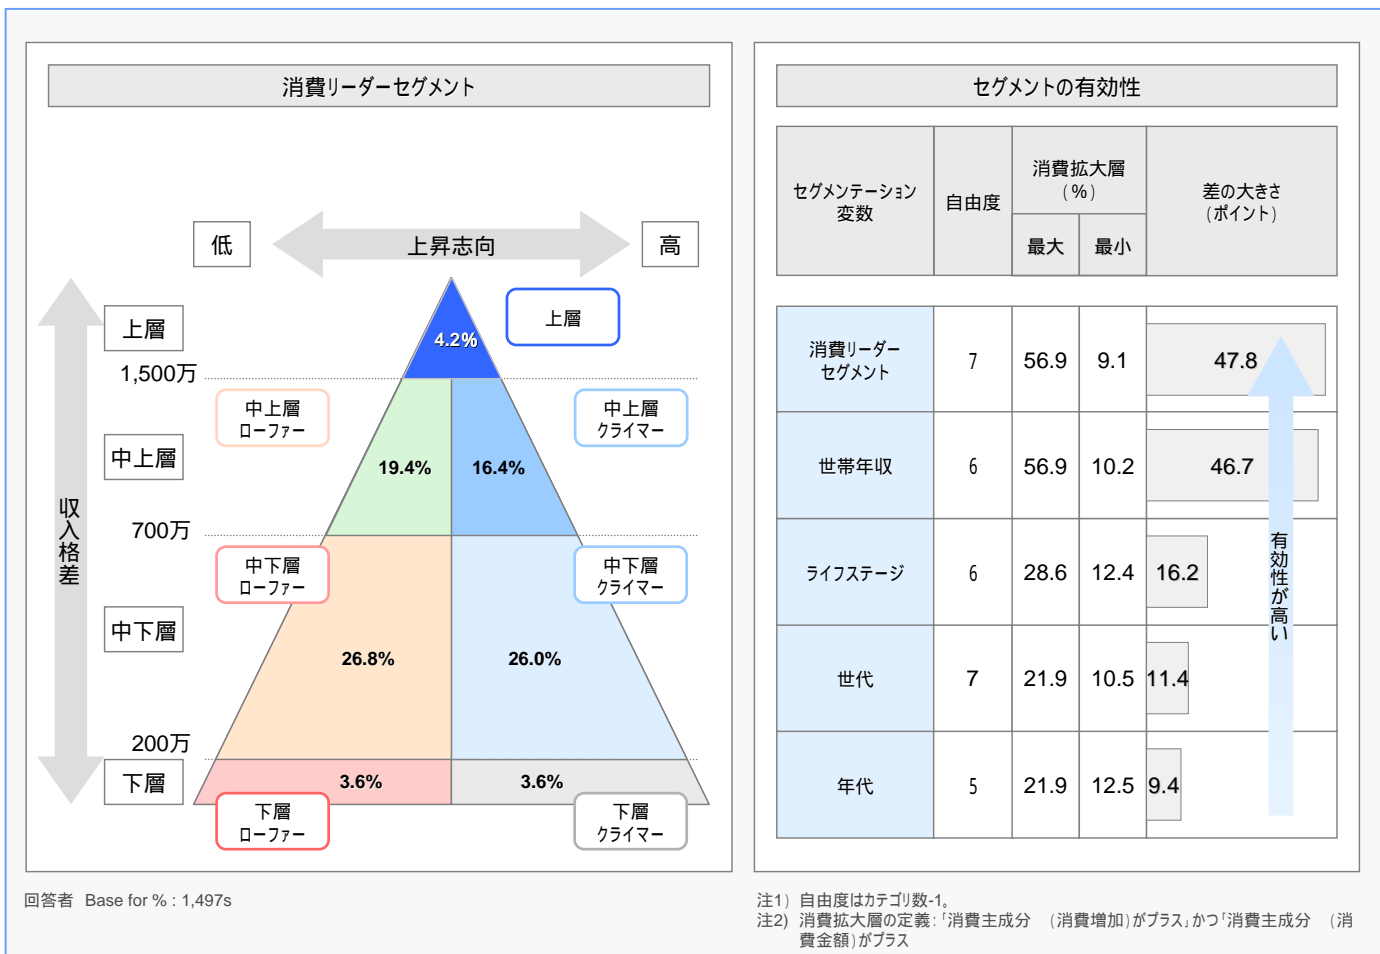 消費リーダーセグメント
低
上昇志向
高
収入格差
上層
1,500万
中上層
700万
中下層
200万
下層
4.2%
上層
中上層
ローファー
中上層
クライマー
19.4%
16.4%
中下層
ローファー
中下層
クライマー
26.8%
26.0%
3.6%
3.6%
下層
ローファー
下層
クライマー
回答者 Base for % : 1,497s
セグメントの有効性
セグメンテーション
変数
自由度
消費拡大層
(%)
最大
最小
差の大きさ
(ポイント)
消費リーダー
セグメント
7
56.9
9.1
47.8
世帯年収
6
56.9
10.2
46.7
ライフステージ
6
28.6
12.4
16.2
世代
7
21.9
10.5
11.4
年代
5
21.9
12.5
9.4
有効性が高い
注1) 自由度はカテゴリ数-1。
注2) 消費拡大層の定義:「消費主成分 (消費増加)がプラス」かつ「消費主成分 (消
費金額)がプラス